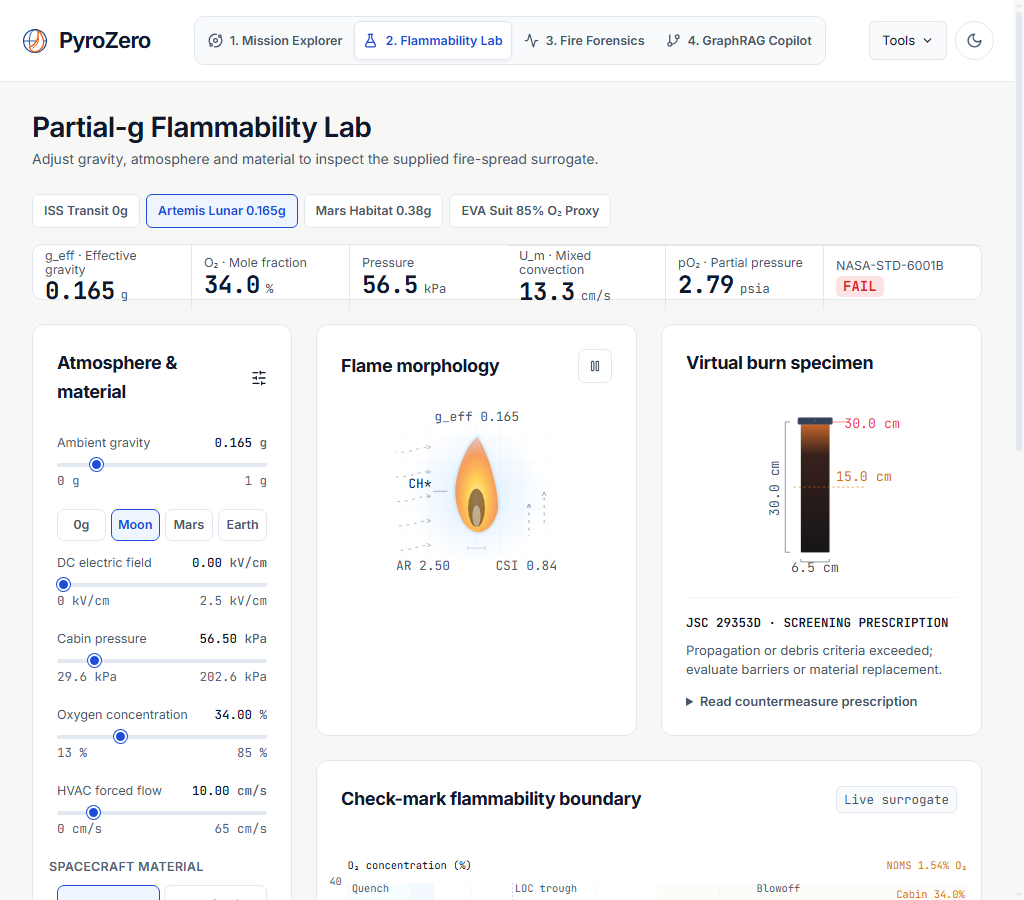 PyroZero
1. Mission Explorer
2. Flammability Lab
3. Fire Forensics
4. GraphRAG Copilot
Tools
Partial-g Flammability Lab
Adjust gravity, atmosphere and material to inspect the supplied fire-spread surrogate.
ISS Transit 0g
Artemis Lunar 0.165g
Mars Habitat 0.38g
EVA Suit 85% O₂ Proxy
g_eff · Effective
gravity
0.165 g
O₂ · Mole fraction
34.0 %
Pressure
56.5 kPa
U_m · Mixed
convection
13.3 cm/s
pO₂ · Partial pressure
2.79 psia
NASA-STD-6001B
FAIL
Atmosphere &
material
Ambient gravity 0.165 g
0 g 1 g
0g Moon Mars Earth
DC electric field 0.00 kV/cm
0 kV/cm 2.5 kV/cm
Cabin pressure 56.50 kPa
29.6 kPa 202.6 kPa
Oxygen concentration 34.00 %
13 % 85 %
HVAC forced flow 10.00 cm/s
0 cm/s 65 cm/s
SPACECRAFT MATERIAL
Flame morphology
g_eff 0.165
CH*
AR 2.50 CSI 0.84
Virtual burn specimen
30.0 cm
15.0 cm
30.0 cm
6.5 cm
JSC 29353D · SCREENING PRESCRIPTION
Propagation or debris criteria exceeded;
evaluate barriers or material replacement.
Read countermeasure prescription
Check-mark flammability boundary
Live surrogate
O₂ concentration (%)
NOMS 1.54% O₂
40
Quench
LOC trough
Blowoff
Cabin 34.0%